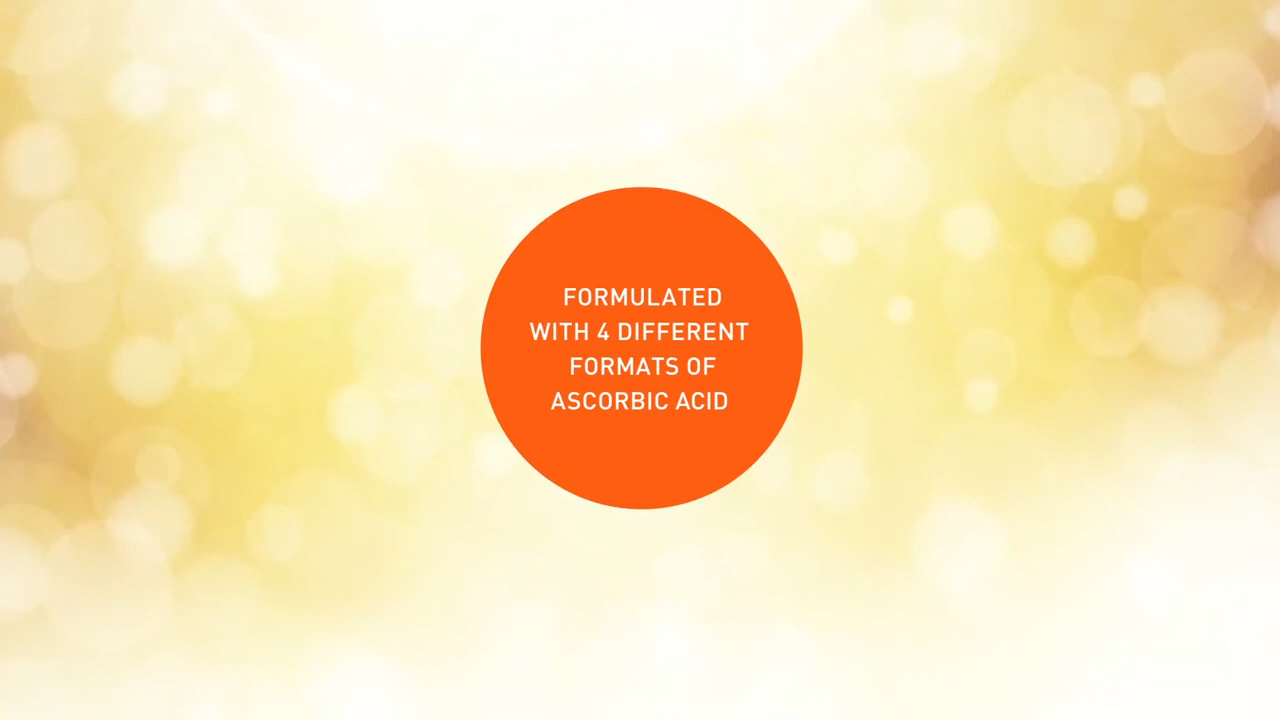 FORMULATED
WITH 4 DIFFERENT
FORMATS OF
ASCORBIC ACID